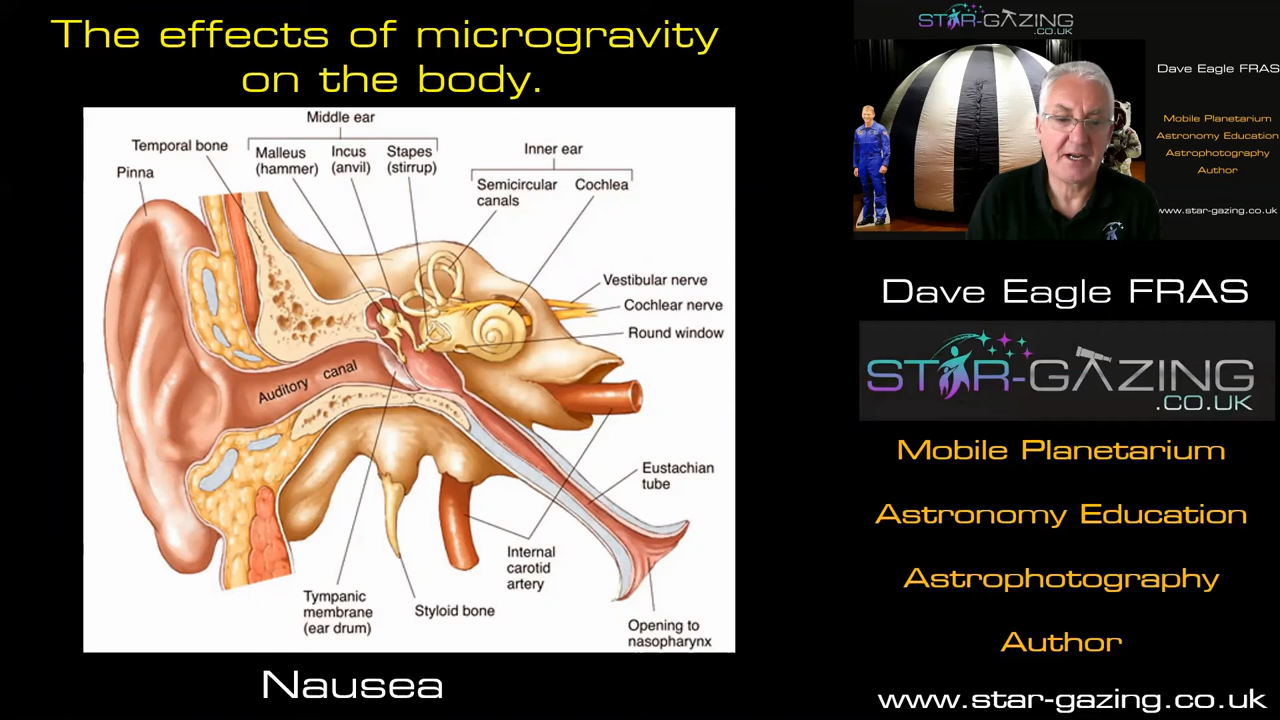 The effects of microgravity
on the body.
Middle ear
Temporal bone
Malleus
(hammer)
Incus
(anvil)
Stapes
(stirrup)
Pinna
Inner ear
Semicircular
canals
Cochlea
Vestibular nerve
Cochlear nerve
Round window
Auditory canal
Eustachian
tube
Internal
carotid
artery
Tympanic
membrane
(ear drum)
Styloid bone
Opening to
nasopharynx
Nausea
STAR-GAZING
.CO.UK
Dave Eagle FRAS
Mobile Planetarium
Astronomy Education
Astrophotography
Author
www.star-gazing.co.uk
Dave Eagle FRAS
STAR-GAZING
.CO.UK
Mobile Planetarium
Astronomy Education
Astrophotography
Author
www.star-gazing.co.uk